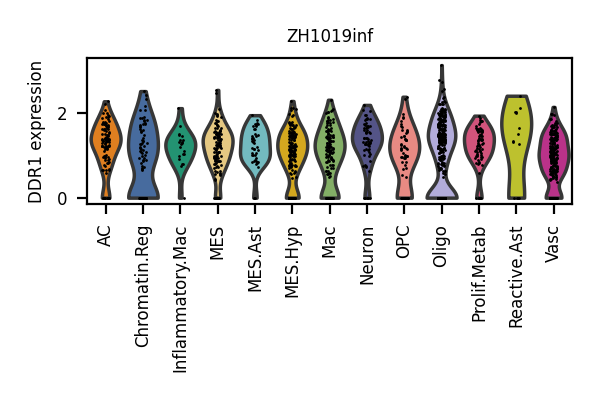 ZH1019inf
DDR1 expression
2
0
AC
Chromatin.Reg
Inflammatory.Mac
MES
MES.Ast
MES.Hyp
Mac
Neuron
OPC
Oligo
Prolif.Metab
Reactive.Ast
Vasc